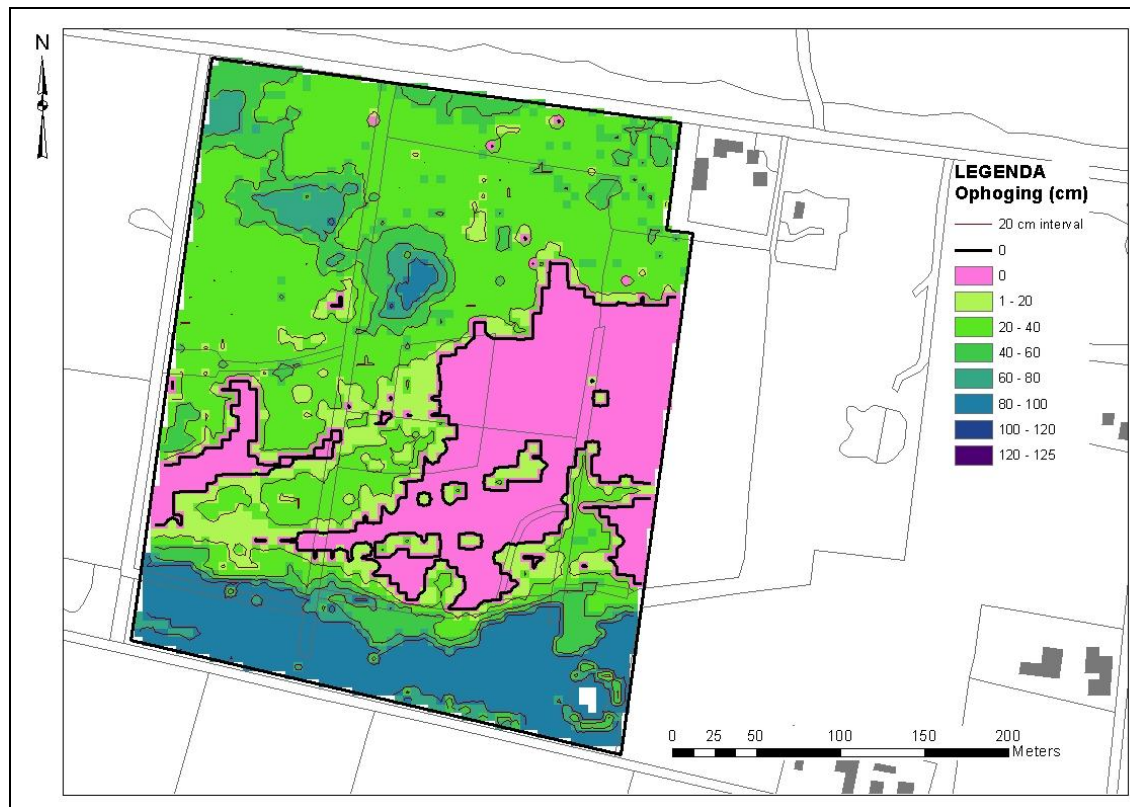 N
LEGENDA
Ophoging (cm)
20 cm interval
0
0
1 - 20
20 - 40
40 - 60
60 - 80
80 - 100
100 - 120
120 - 125
0 25 50 100 150 200
Meters